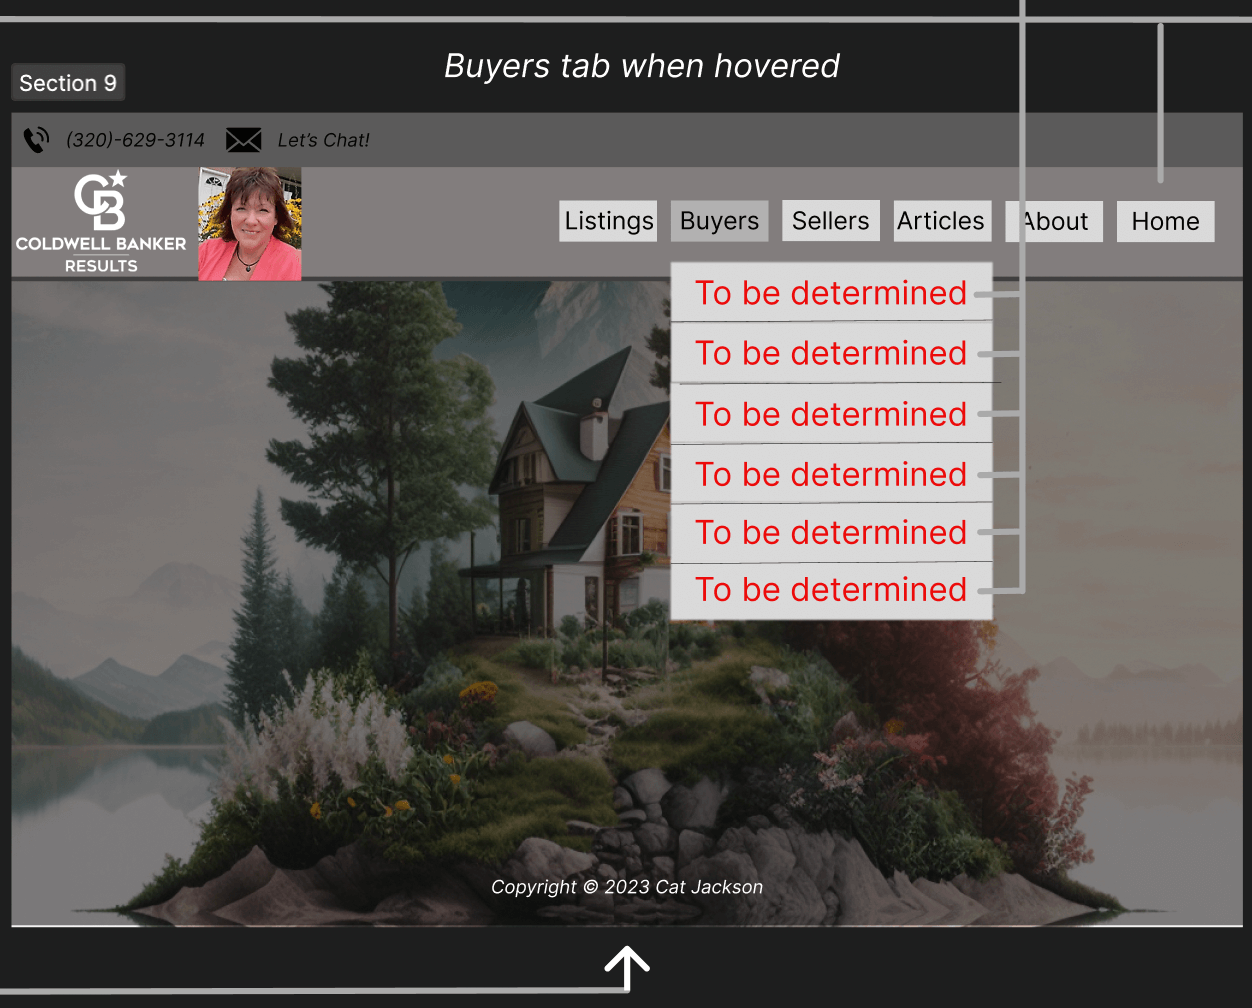 Buyers tab when hovered
Section 9
(320)-629-3114 Let's Chat!
CB
COLDWELL BANKER
RESULTS
Listings Buyers Sellers Articles About Home
To be determined
To be determined
To be determined
To be determined
To be determined
To be determined
Copyright © 2023 Cat Jackson